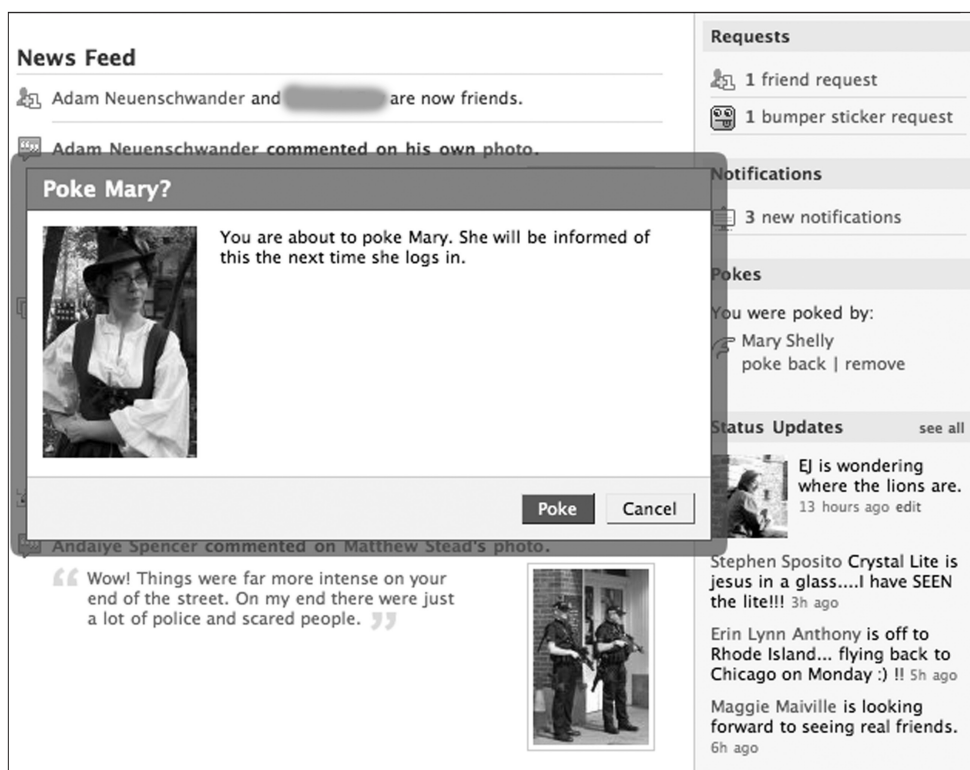 News Feed
Adam Neuenschwander and are now friends.
Adam Neuenschwander commented on his own photo.
Poke Mary?
You are about to poke Mary. She will be informed of
this the next time she logs in.
Poke
Cancel
Andaiye Spencer commented on Matthew Stead's photo.
Wow! Things were far more intense on your
end of the street. On my end there were just
a lot of police and scared people.
Requests
1 friend request
1 bumper sticker request
Notifications
3 new notifications
Pokes
You were poked by:
Mary Shelly
poke back | remove
Status Updates see all
EJ is wondering
where the lions are.
13 hours ago edit
Stephen Sposito Crystal Lite is
jesus in a glass....I have SEEN
the lite!!! 3h ago
Erin Lynn Anthony is off to
Rhode Island... flying back to
Chicago on Monday :) !! 5h ago
Maggie Maiville is looking
forward to seeing real friends.
6h ago